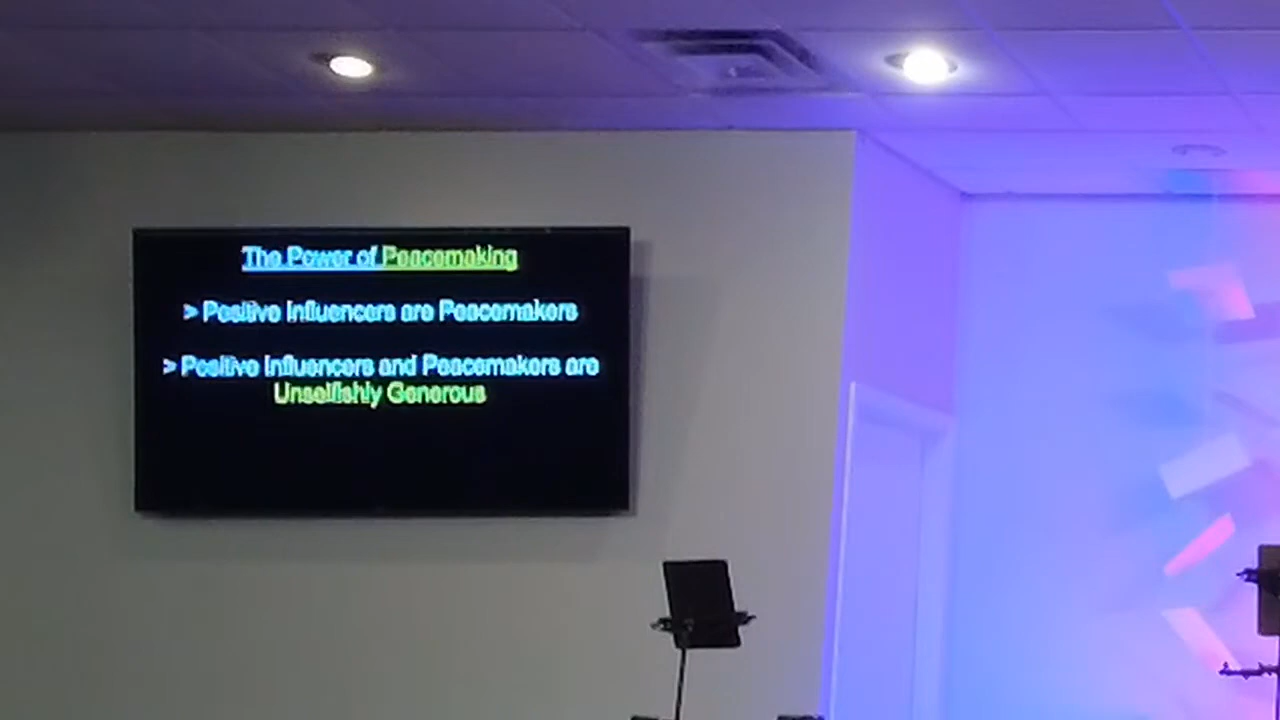 The Power of Peacemaking
> Positive Influencers are Peacemakers
> Positive Influencers and Peacemakers are
Unselfishly Generous